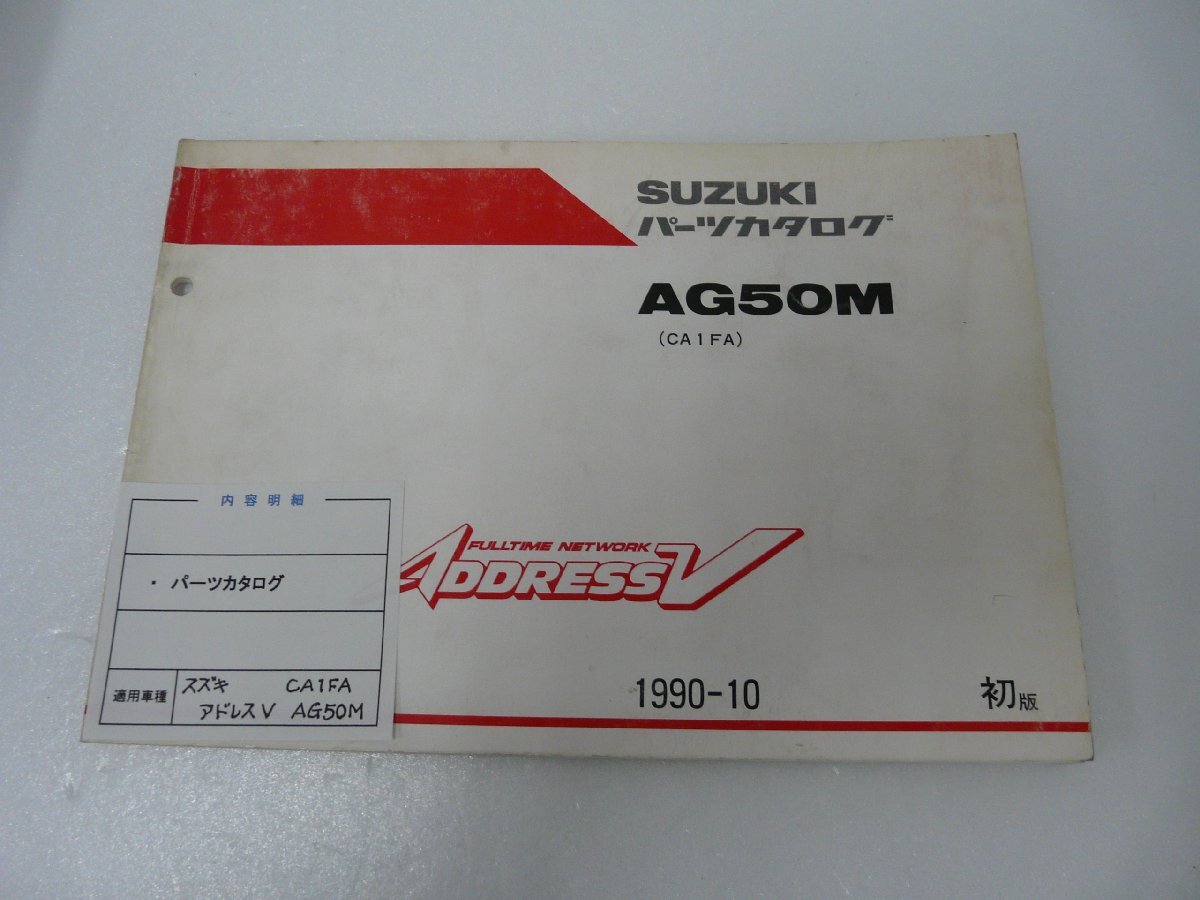 SUZUKI
パーツカタログ
AG50M
(CA1FA)
FULLTIME NETWORK
ADDRESSV
1990-10
初版
内容明細
・ パーツカタログ
適用車種
スズキ CA1FA
アドレスV AG50M